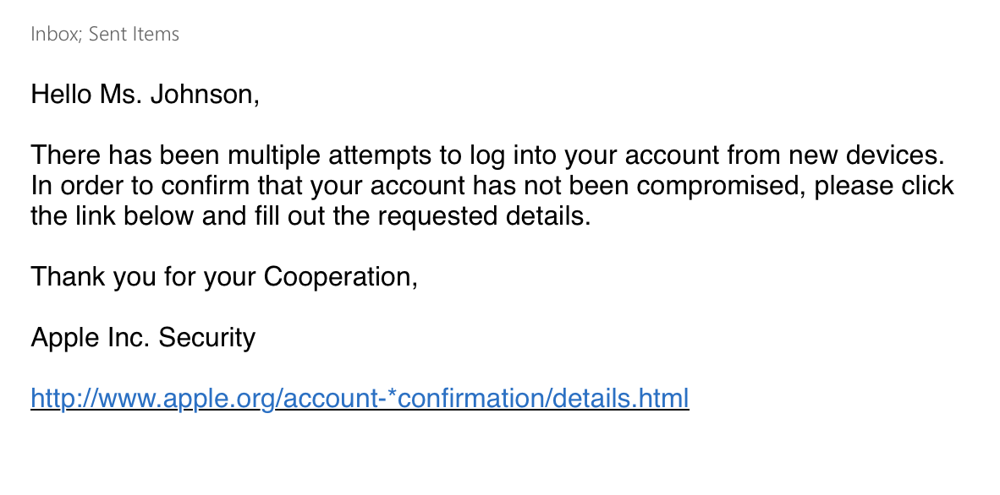 Inbox; Sent Items
Hello Ms. Johnson,
There has been multiple attempts to log into your account from new devices.
In order to confirm that your account has not been compromised, please click
the link below and fill out the requested details.
Thank you for your Cooperation,
Apple Inc. Security
http://www.apple.org/account-*confirmation/details.html